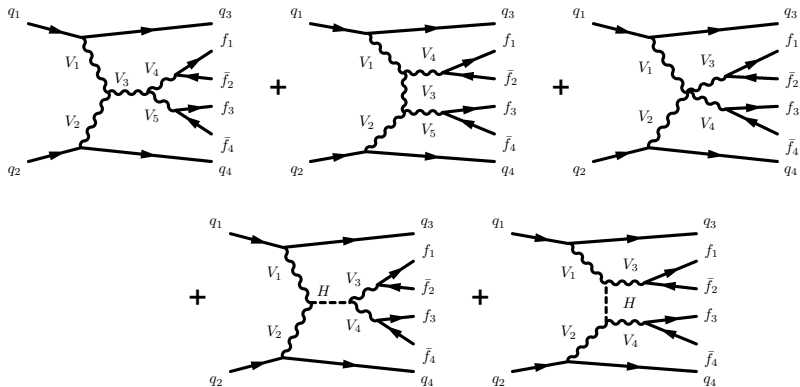 q₁ q₃ f₁ V₁ V₄ V₃ f̄₂ f₃ V₂ V₅ f̄₄ q₂ q₄
+
q₁ q₃ f₁ V₁ V₄ f̄₂ V₃ f₃ V₂ V₅ f̄₄ q₂ q₄
+
q₁ q₃ f₁ V₁ V₃ f̄₂ f₃ V₂ V₄ f̄₄ q₂ q₄
+
q₁ q₃ f₁ V₁ V₃ H f̄₂ f₃ V₂ V₄ f̄₄ q₂ q₄
+
q₁ q₃ f₁ V₁ V₃ f̄₂ H f₃ V₂ V₄ f̄₄ q₂ q₄